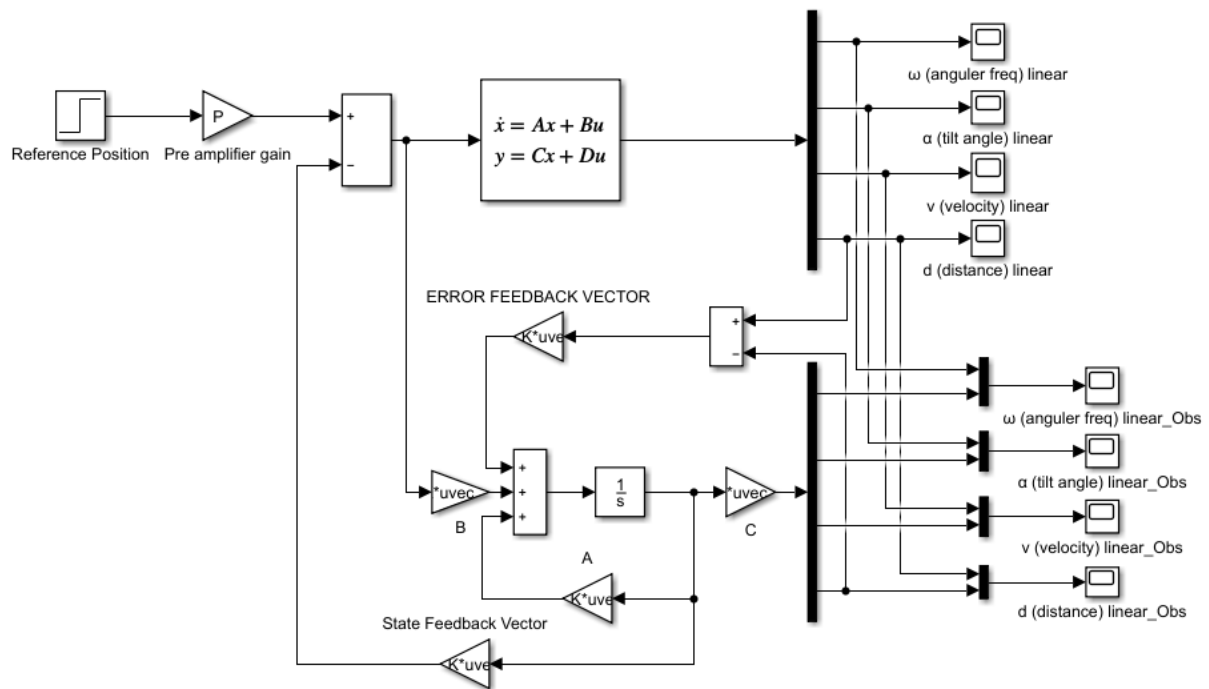 Reference Position
P
Pre amplifier gain
+
−
ẋ = Ax + Bu
y = Cx + Du
ω (anguler freq) linear
α (tilt angle) linear
v (velocity) linear
d (distance) linear
ERROR FEEDBACK VECTOR
K*uve
+
−
*uvec
B
+
+
+
1
s
*uvec
C
A
K*uve
State Feedback Vector
K*uve
ω (anguler freq) linear_Obs
α (tilt angle) linear_Obs
v (velocity) linear_Obs
d (distance) linear_Obs